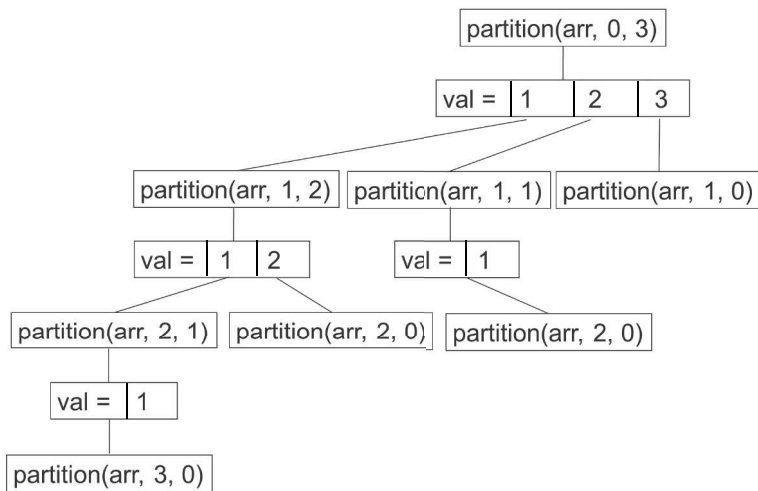 partition(arr, 0, 3)
val = 1 2 3
partition(arr, 1, 2) partition(arr, 1, 1) partition(arr, 1, 0)
val = 1 2 val = 1
partition(arr, 2, 1) partition(arr, 2, 0) partition(arr, 2, 0)
val = 1
partition(arr, 3, 0)